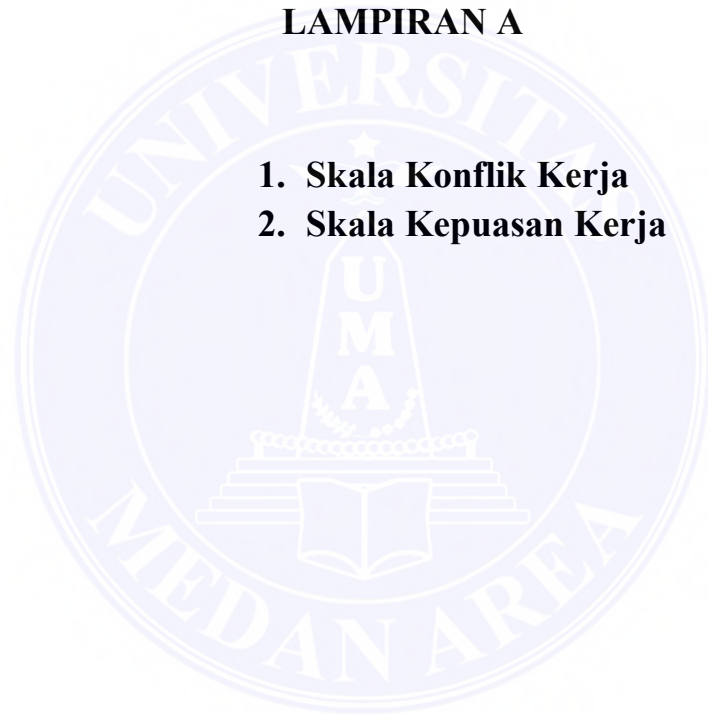 LAMPIRAN A
UNIVERSITAS
1. Skala Konflik Kerja
2. Skala Kepuasan Kerja
U
M
A
MEDAN AREA